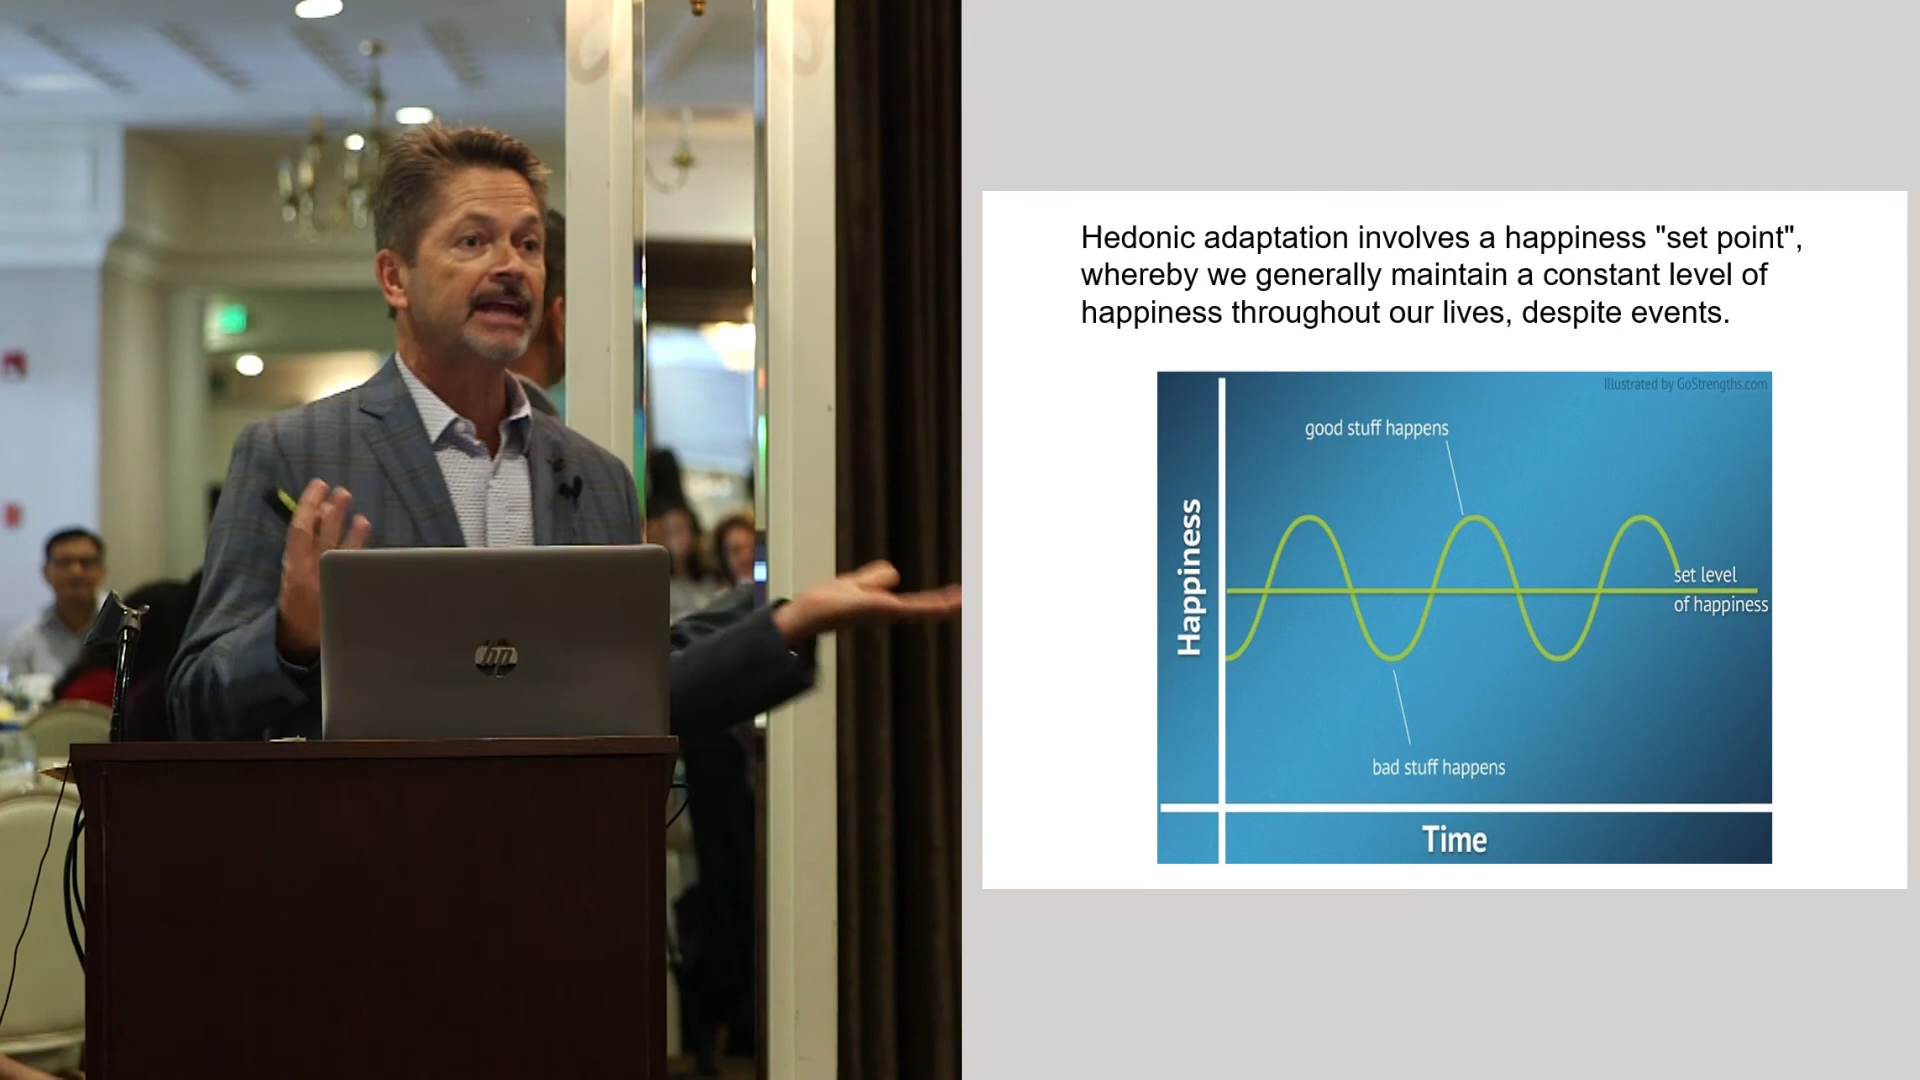 Hedonic adaptation involves a happiness "set point",
whereby we generally maintain a constant level of
happiness throughout our lives, despite events.
Illustrated by GoStrengths.com
good stuff happens
Happiness
set level
of happiness
bad stuff happens
Time
hp